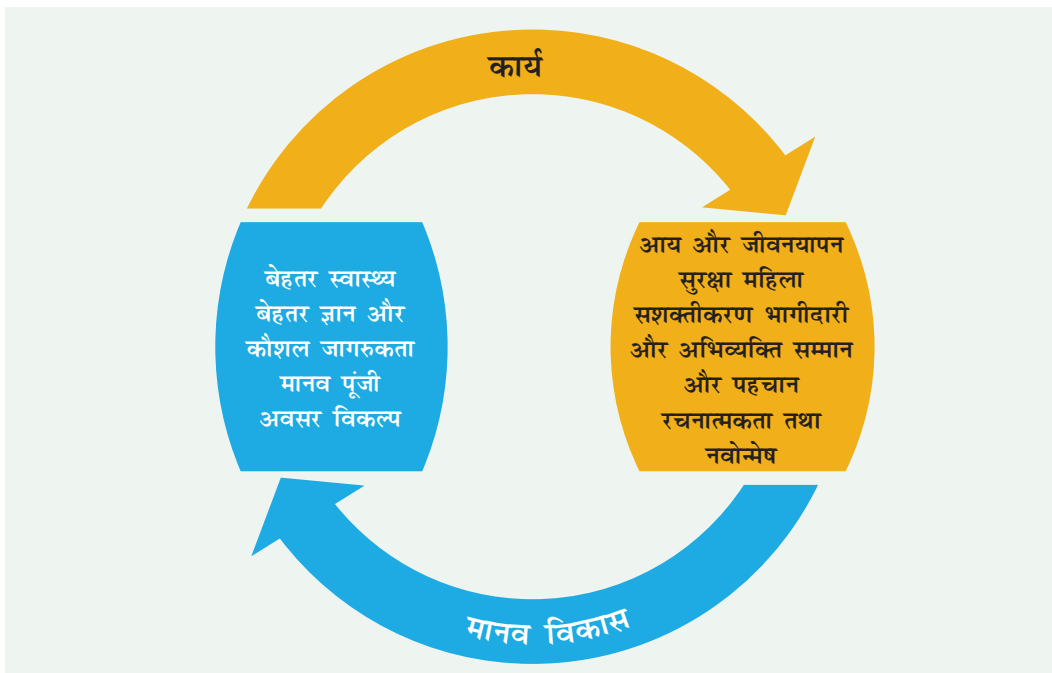 कार्य
बेहतर स्वास्थ्य
बेहतर ज्ञान और
कौशल जागरुकता
मानव पूंजी
अवसर विकल्प
आय और जीवनयापन
सुरक्षा महिला
सशक्तीकरण भागीदारी
और अभिव्यक्ति सम्मान
और पहचान
रचनात्मकता तथा
नवोन्मेष
मानव विकास